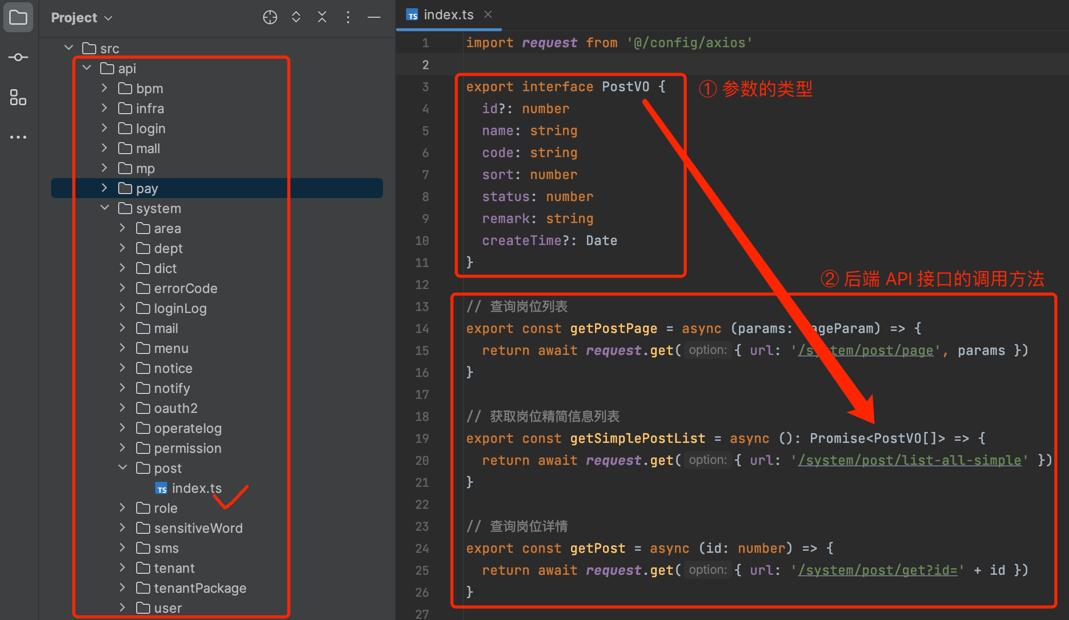 Project
src
api
bpm
infra
login
mall
mp
pay
system
area
dept
dict
errorCode
loginLog
mail
menu
notice
notify
oauth2
operatelog
permission
post
TS index.ts
role
sensitiveWord
sms
tenant
tenantPackage
user
TS index.ts
1 import request from '@/config/axios'
2
3 export interface PostVO {
① 参数的类型
4 id?: number
5 name: string
6 code: string
7 sort: number
8 status: number
9 remark: string
10 createTime?: Date
11 }
12
② 后端 API 接口的调用方法
13 // 查询岗位列表
14 export const getPostPage = async (params: PageParam) => {
15 return await request.get( option: { url: '/system/post/page', params })
16 }
17
18 // 获取岗位精简信息列表
19 export const getSimplePostList = async (): Promise<PostVO[]> => {
20 return await request.get( option: { url: '/system/post/list-all-simple' })
21 }
22
23 // 查询岗位详情
24 export const getPost = async (id: number) => {
25 return await request.get( option: { url: '/system/post/get?id=' + id })
26 }
27